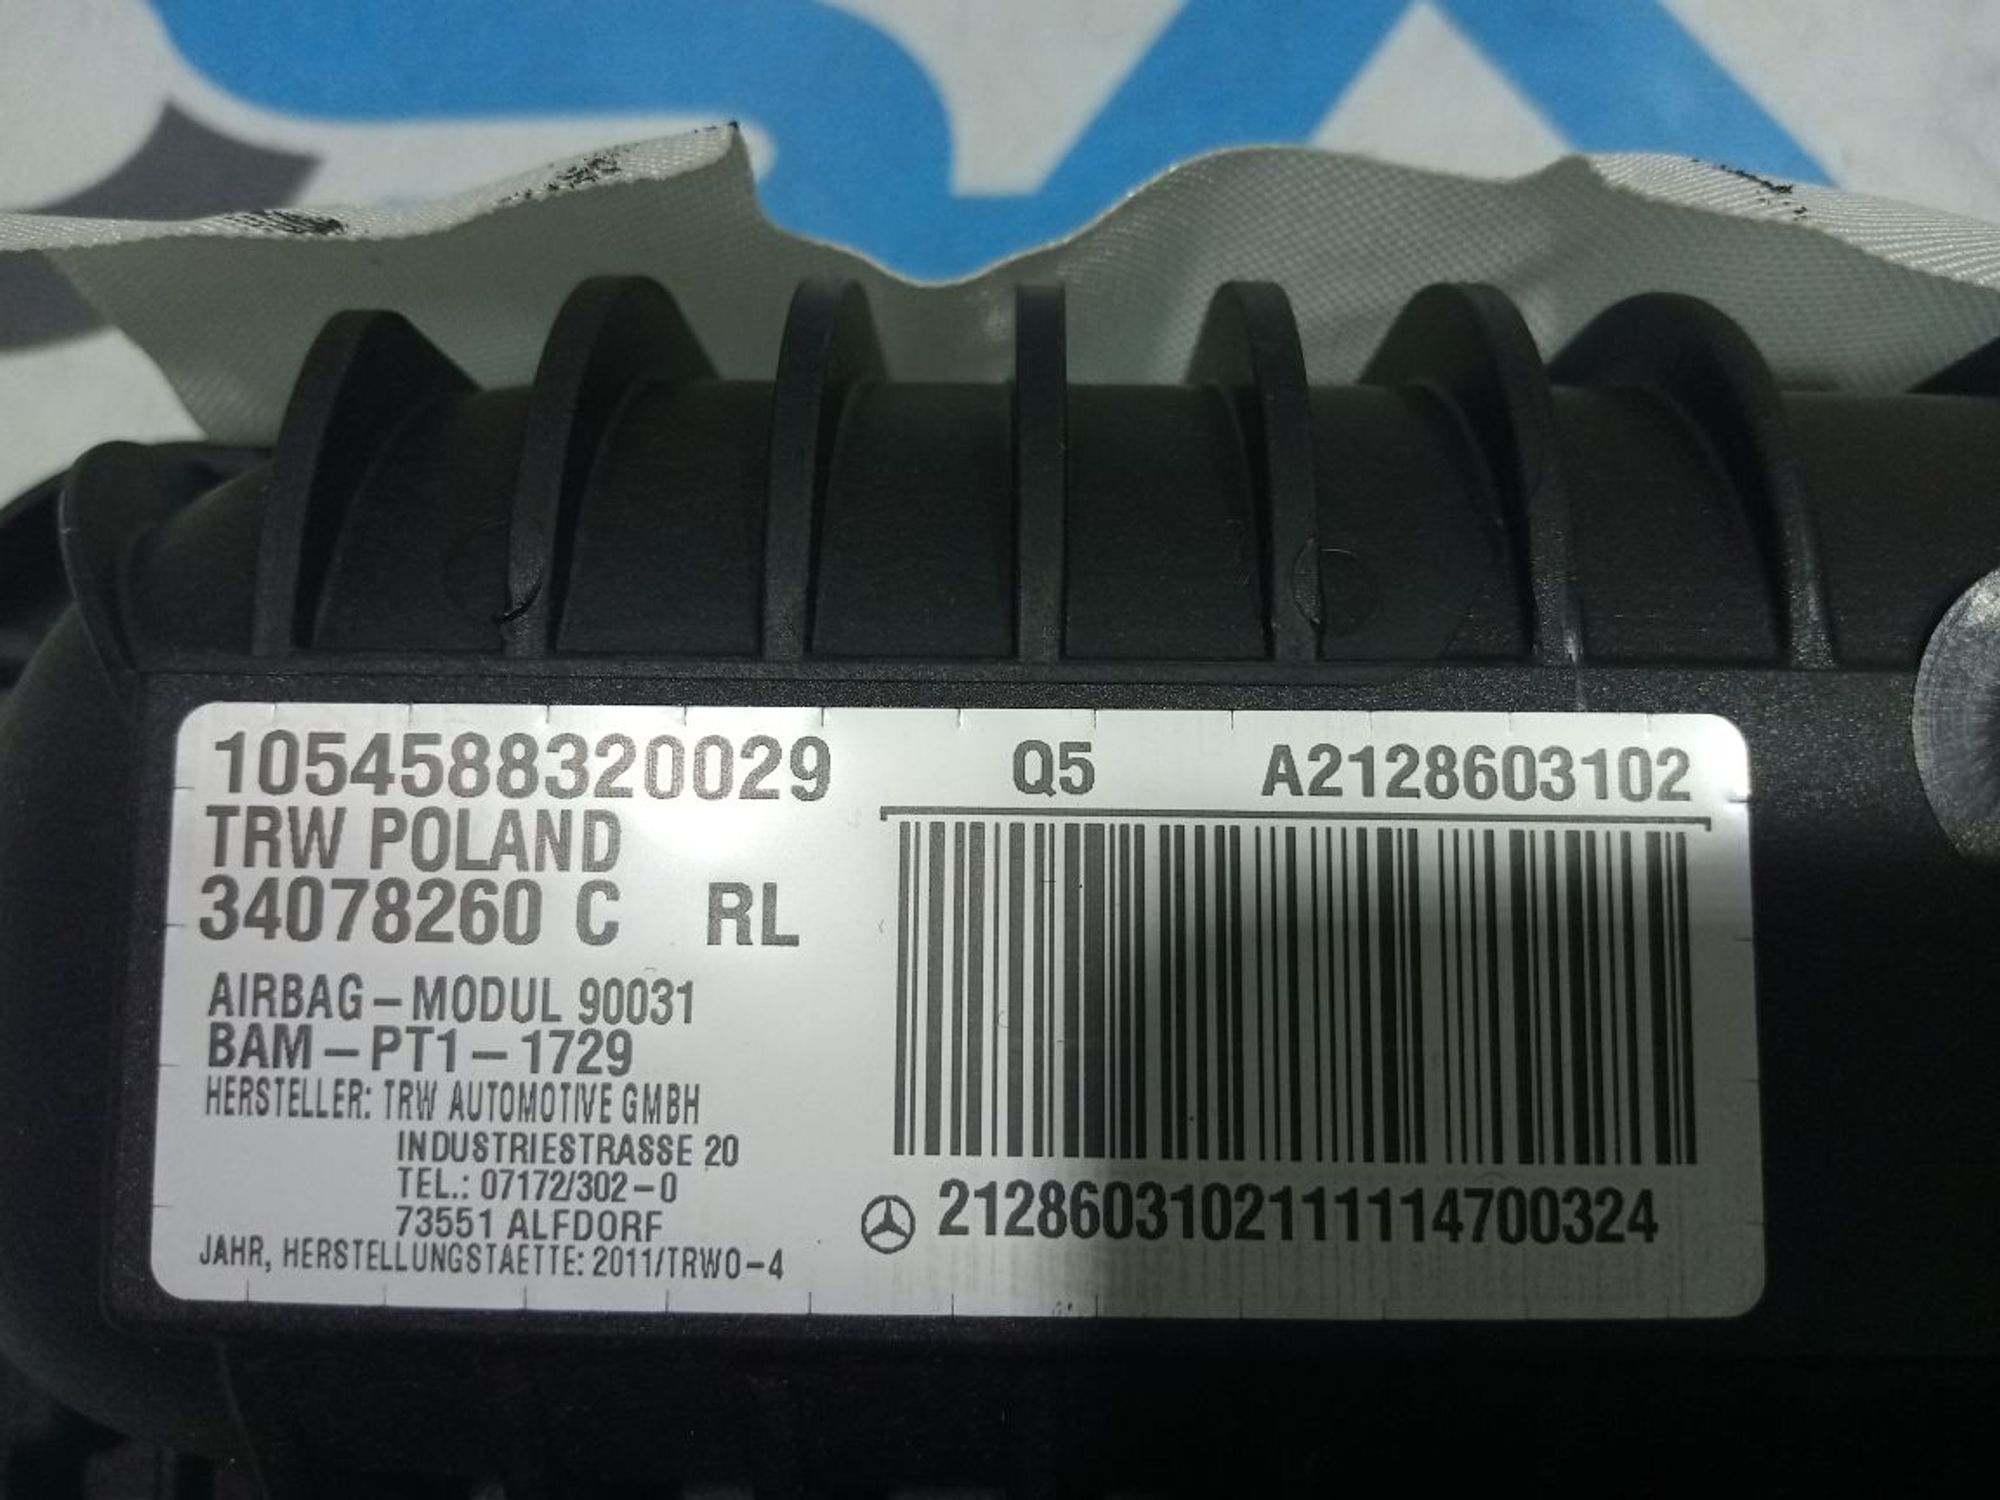 1054588320029 Q5 A2128603102
TRW POLAND
34078260 C RL
AIRBAG-MODUL 90031
BAM-PT1-1729
HERSTELLER: TRW AUTOMOTIVE GMBH
INDUSTRIESTRASSE 20
TEL.: 07172/302-0
73551 ALFDORF
JAHR, HERSTELLUNGSTAETTE: 2011/TRWO-4
2128603102111114700324